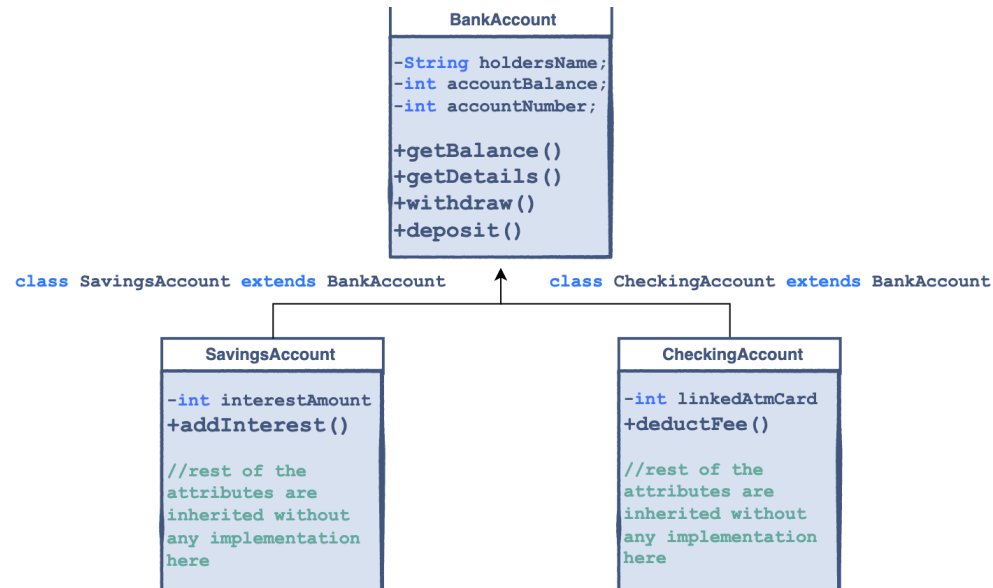 BankAccount
-String holdersName;
-int accountBalance;
-int accountNumber;
+getBalance()
+getDetails()
+withdraw()
+deposit()
class SavingsAccount extends BankAccount
class CheckingAccount extends BankAccount
SavingsAccount
-int interestAmount
+addInterest()
//rest of the
attributes are
inherited without
any implementation
here
CheckingAccount
-int linkedAtmCard
+deductFee()
//rest of the
attributes are
inherited without
any implementation
here